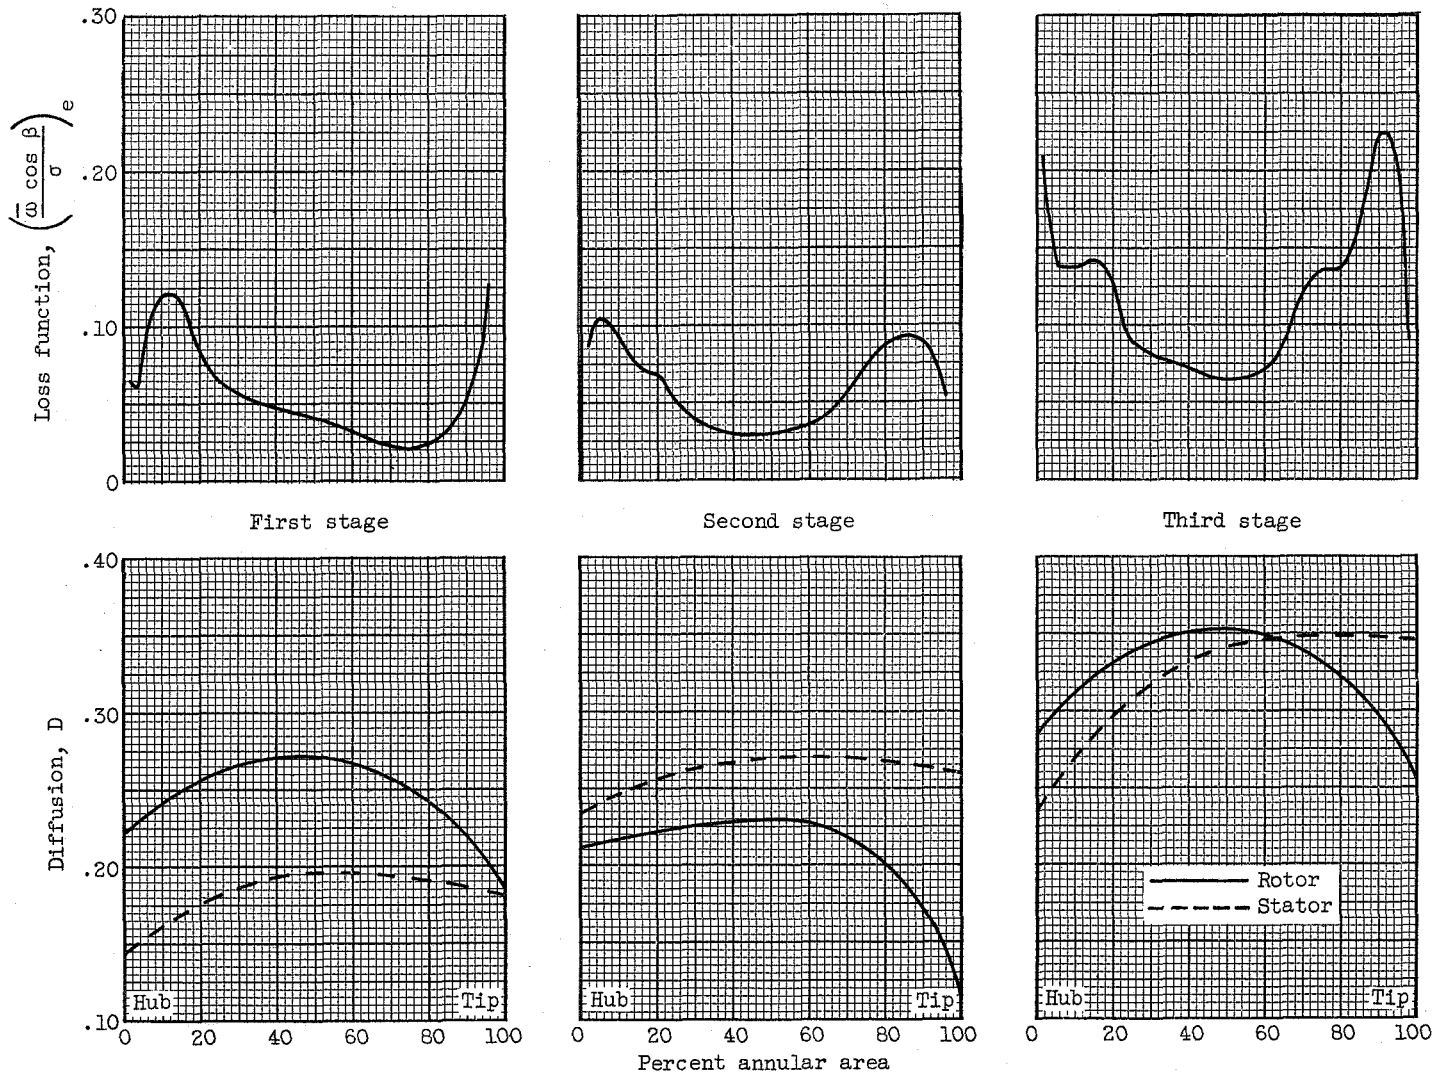 .30
.20
.10
0
Loss function, (ω̄ cos β / σ)e
First stage
Second stage
Third stage
.40
.30
.20
.10
Diffusion, D
Hub
Tip
Hub
Tip
Rotor
Stator
Hub
Tip
0 20 40 60 80 100
0 20 40 60 80 100
0 20 40 60 80 100
Percent annular area